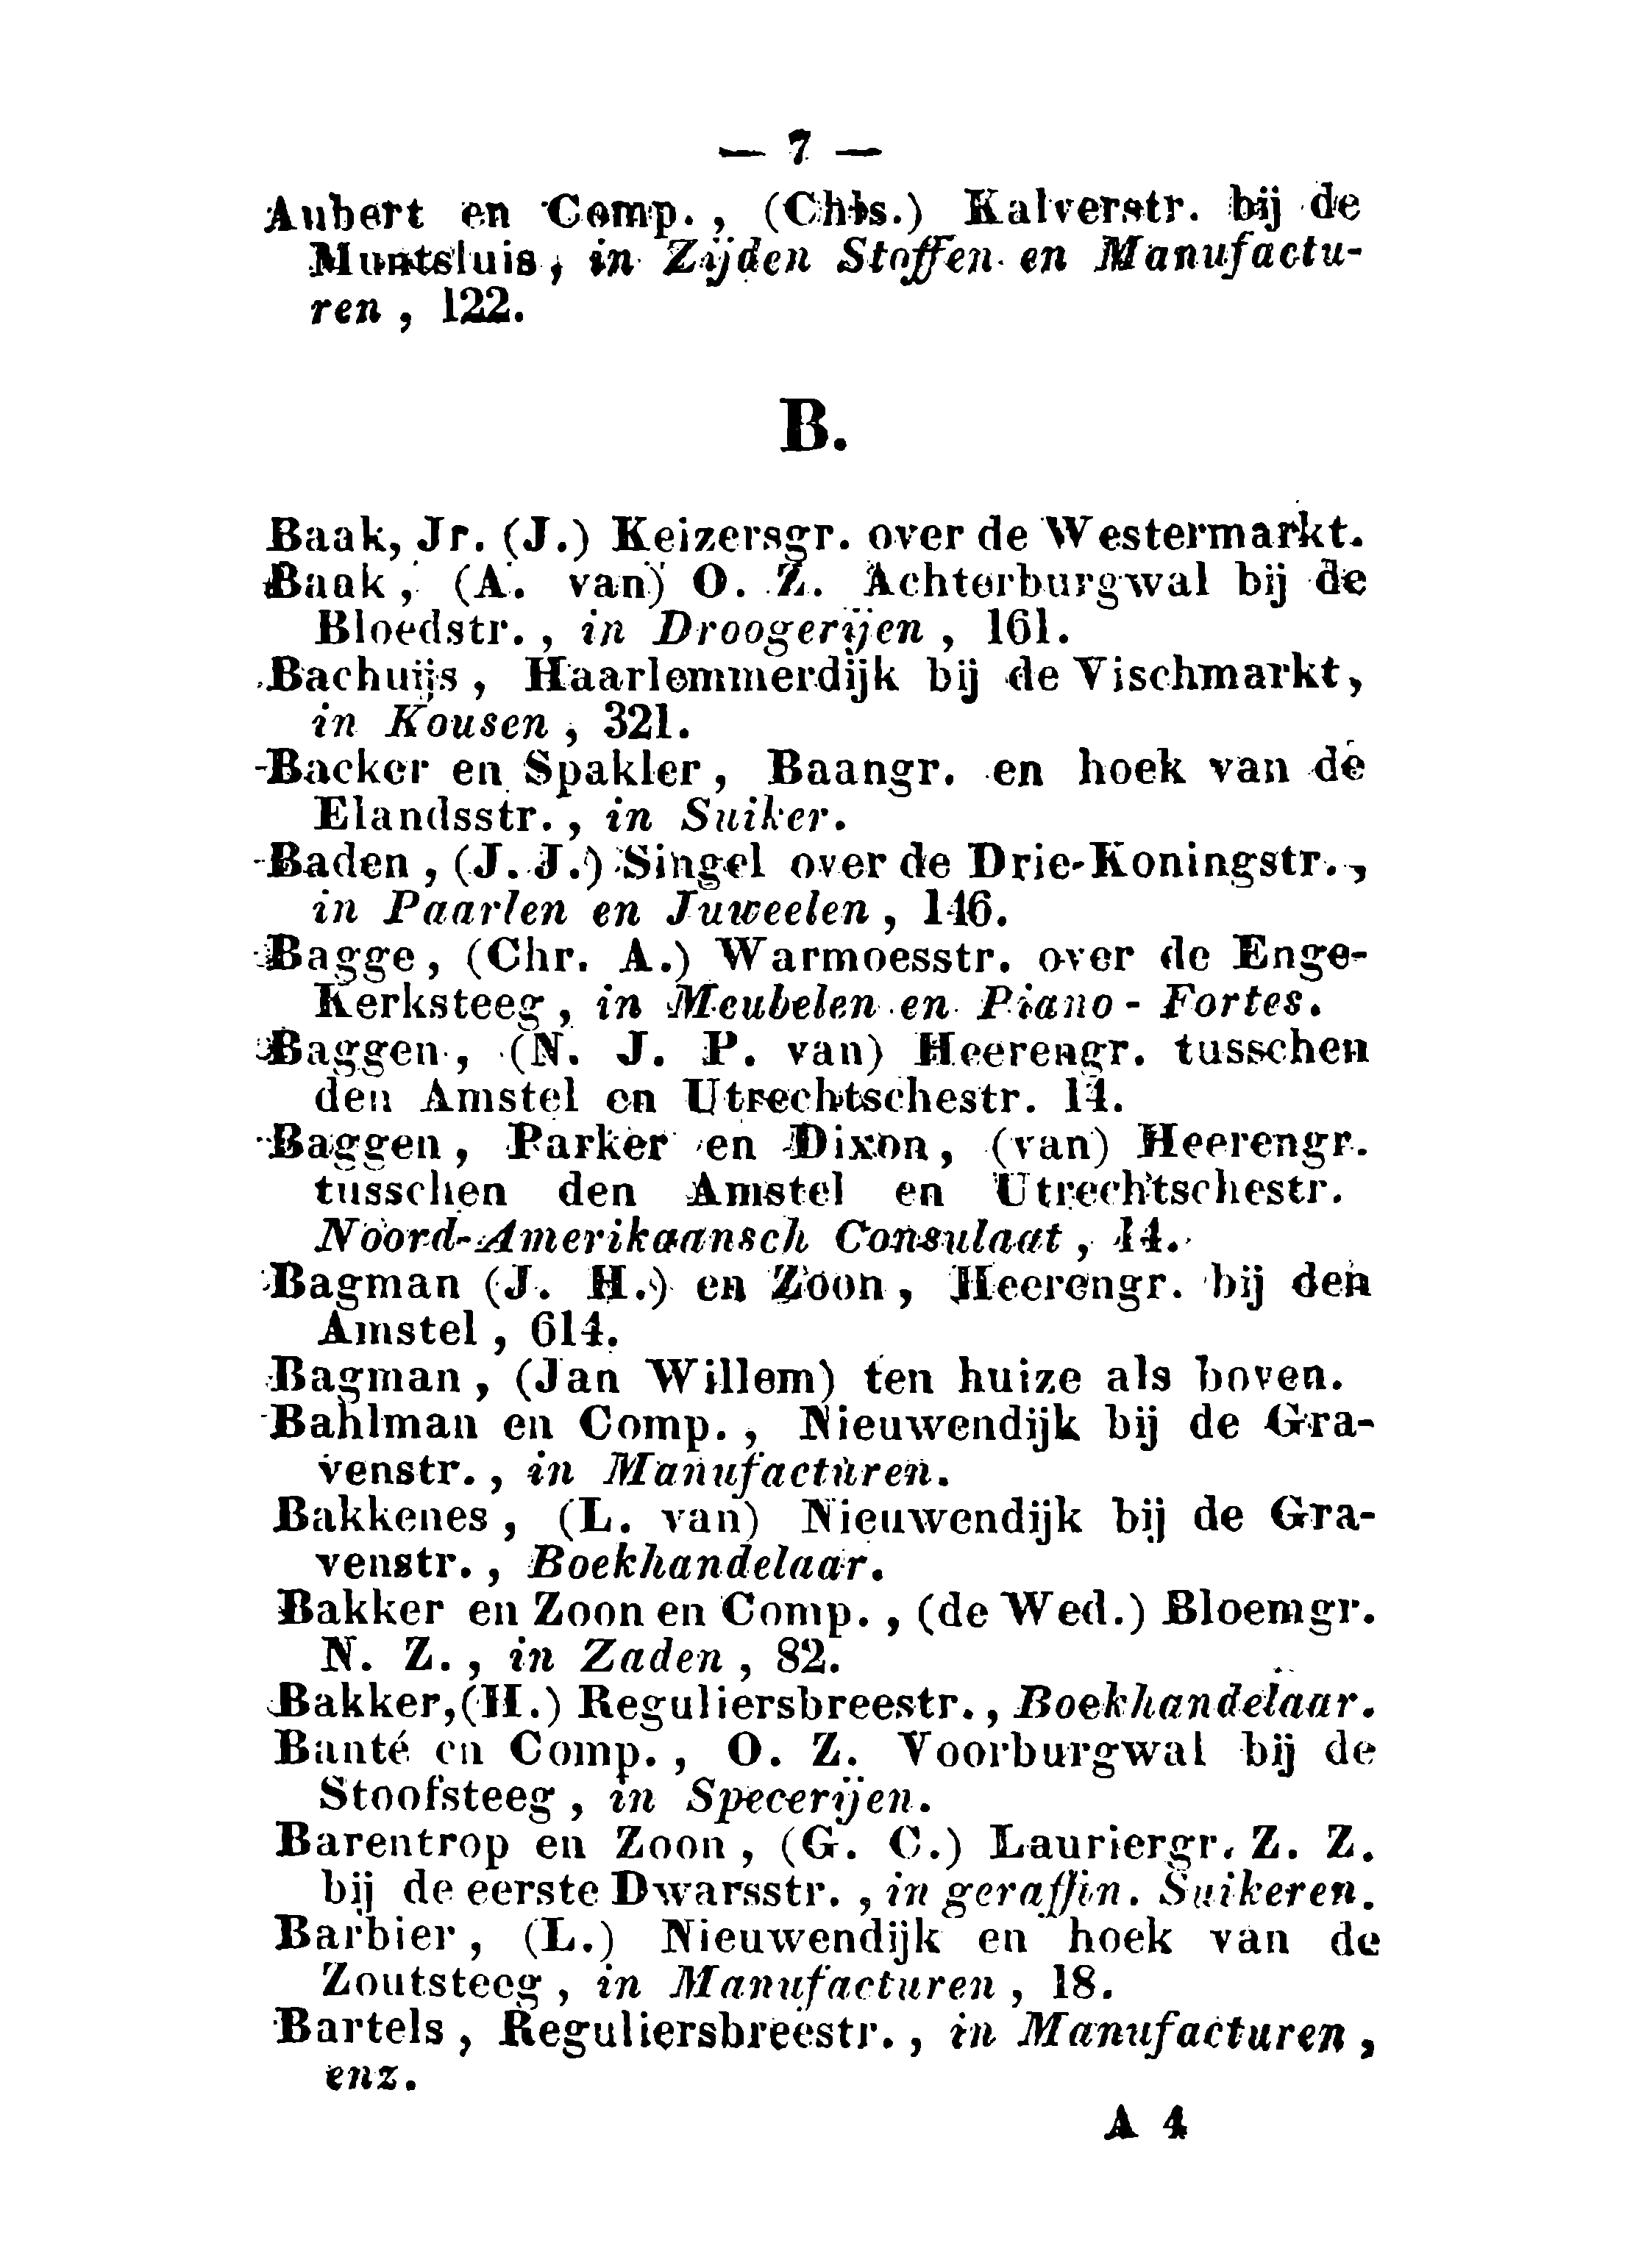 — 7 —
Aubert en Comp., (Chts.) Kalverstr. bij de
Muntsluis, in Zijden Stoffen en Manufactu-
ren, 122.
B.
Baak, Jr. (J.) Keizersgr. over de Westermarkt.
Baak, (A. van) O. Z. Achterburgwal bij de
Bloedstr., in Droogerijen, 161.
Bachuijs, Haarlemmerdijk bij de Vischmarkt,
in Kousen, 321.
Backer en Spakler, Baangr. en hoek van de
Elandsstr., in Suiker.
Baden, (J. J.) Singel over de Drie-Koningstr.,
in Paarlen en Juweelen, 146.
Bagge, (Chr. A.) Warmoesstr. over de Enge-
Kerksteeg, in Meubelen en Piano-Fortes.
Baggen, (N. J. P. van) Heerengr. tusschen
den Amstel en Utrechtschestr. 14.
Baggen, Parker en Dixon, (van) Heerengr.
tusschen den Amstel en Utrechtschestr.
Noord-Amerikaansch Consulaat, 14.
Bagman (J. H.) en Zoon, Heerengr. bij den
Amstel, 614.
Bagman, (Jan Willem) ten huize als boven.
Bahlman en Comp., Nieuwendijk bij de Gra-
venstr., in Manufacturen.
Bakkenes, (L. van) Nieuwendijk bij de Gra-
venstr., Boekhandelaar.
Bakker en Zoon en Comp., (de Wed.) Bloemgr.
N. Z., in Zaden, 82.
Bakker, (H.) Reguliersbreestr., Boekhandelaar.
Banté en Comp., O. Z. Voorburgwal bij de
Stoofsteeg, in Specerijen.
Barentrop en Zoon, (G. C.) Lauriergr. Z. Z.
bij de eerste Dwarsstr., in geraffin. Suikeren.
Barbier, (L.) Nieuwendijk en hoek van de
Zoutsteeg, in Manufacturen, 18.
Bartels, Reguliersbreestr., in Manufacturen,
enz.
A 4